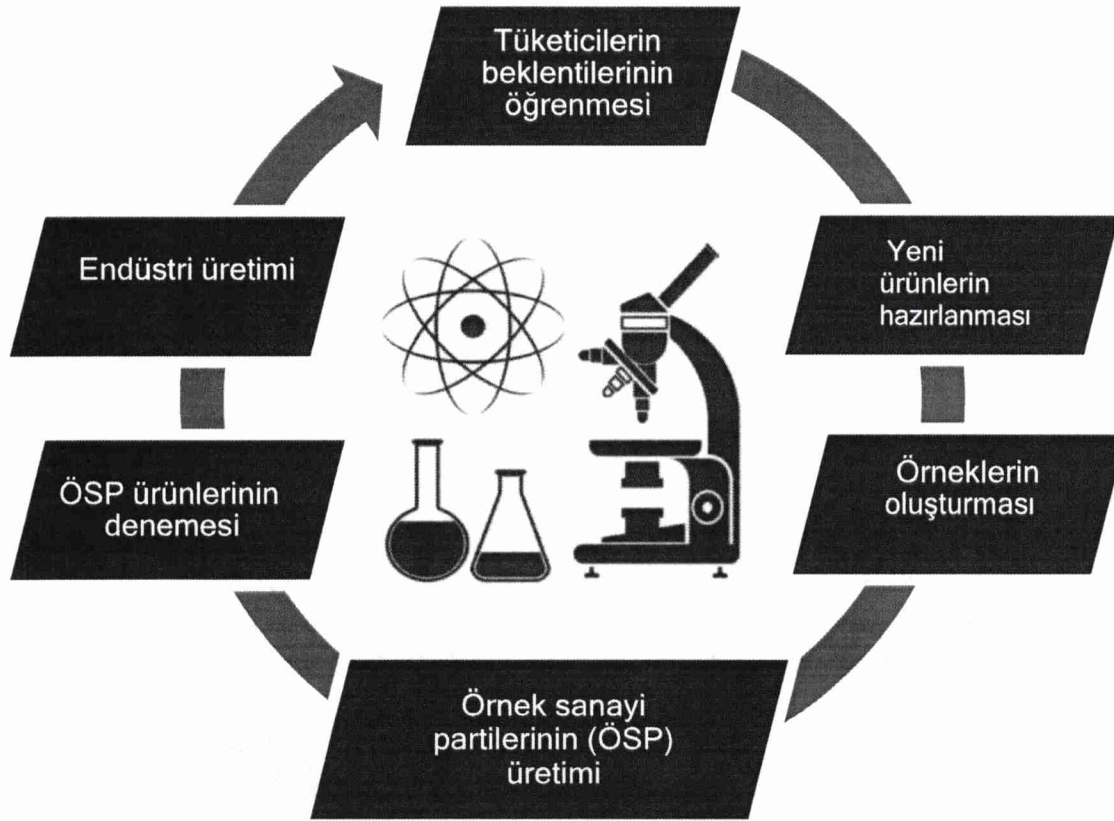 Tüketicilerin
beklentilerinin
öğrenmesi
Yeni
ürünlerin
hazırlanması
Örneklerin
oluşturması
Örnek sanayi
partilerinin (ÖSP)
üretimi
ÖSP ürünlerinin
denemesi
Endüstri üretimi